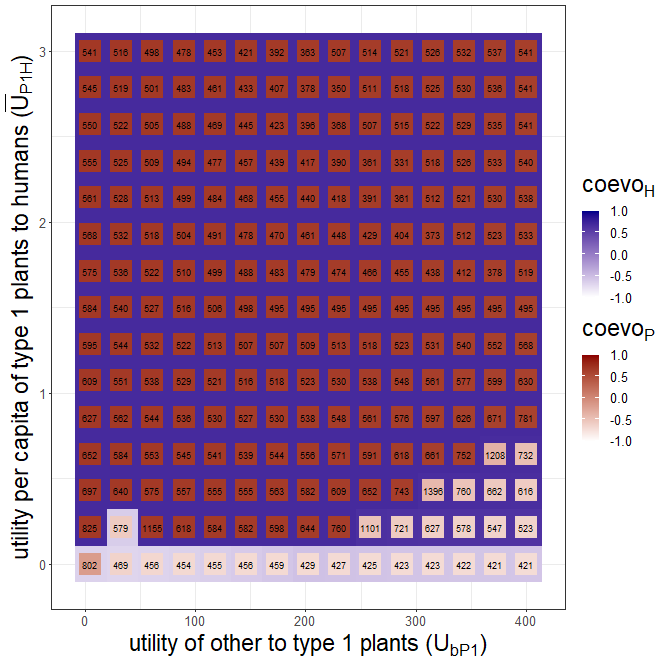 3
541 516 498 478 453 421 392 363 507 514 521 526 532 537 541
545 519 501 483 461 433 407 378 350 511 518 525 530 536 541
550 522 505 488 469 445 423 396 368 507 515 522 529 535 541
555 525 509 494 477 457 439 417 390 361 331 518 526 533 540
561 528 513 499 484 468 455 440 418 391 361 512 521 530 538
2
568 532 518 504 491 478 470 461 448 429 404 373 512 523 533
575 536 522 510 499 488 483 479 474 466 455 438 412 378 519
584 540 527 516 506 498 495 495 495 495 495 495 495 495 495
595 544 532 522 513 507 507 509 513 518 523 531 540 552 568
609 551 538 529 521 516 518 523 530 538 548 561 577 599 630
1
627 562 544 536 530 527 530 538 548 561 576 597 626 671 781
652 584 553 545 541 539 544 556 571 591 618 661 752 1208 732
697 640 575 557 555 555 563 582 609 652 743 1396 760 662 616
825 579 1155 618 584 582 598 644 760 1101 721 627 578 547 523
0
802 469 456 454 455 456 459 429 427 425 423 423 422 421 421
0 100 200 300 400
utility of other to type 1 plants (U_bP1)
utility per capita of type 1 plants to humans (U̅_P1H)
coevo_H
1.0
0.5
0.0
-0.5
-1.0
coevo_P
1.0
0.5
0.0
-0.5
-1.0